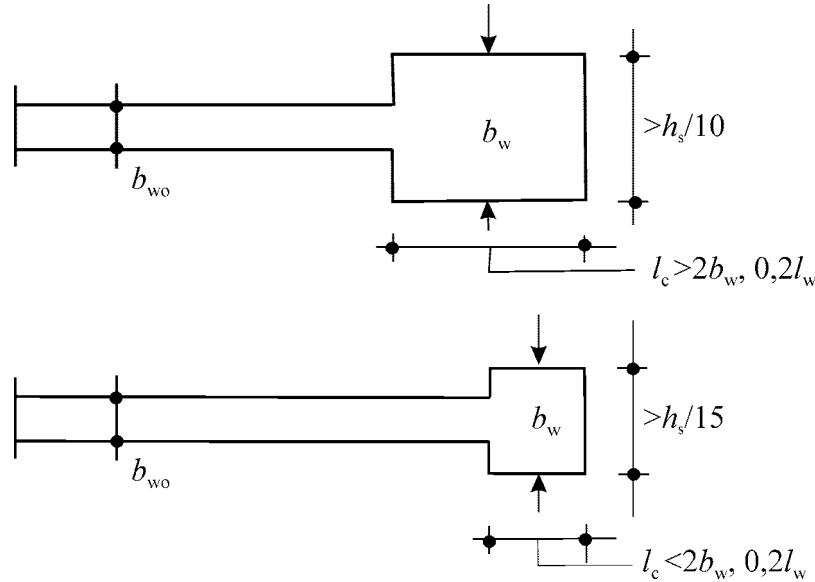 b_w
>h_s/10
b_wo
l_c>2b_w, 0,2l_w
b_w
>h_s/15
b_wo
l_c<2b_w, 0,2l_w